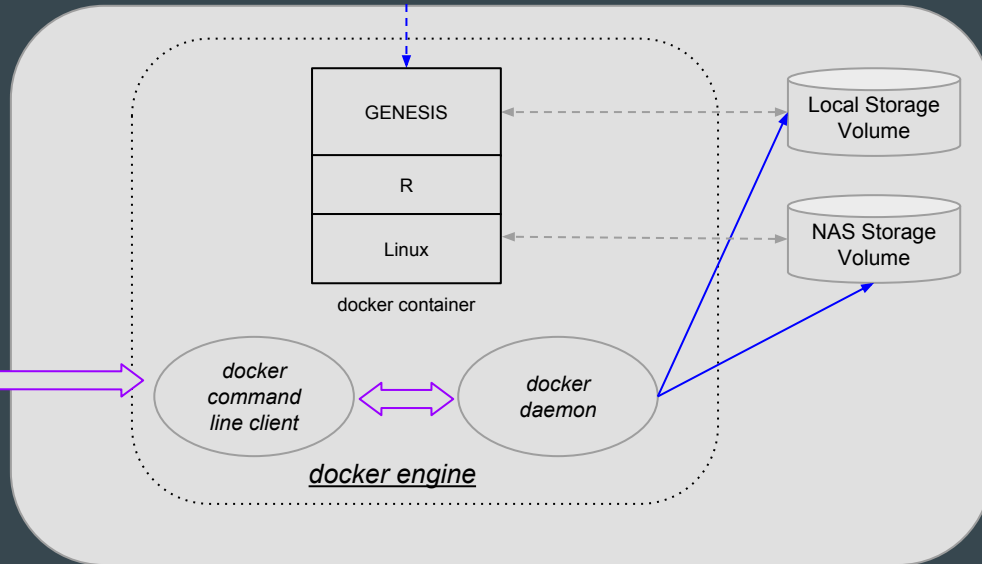 GENESIS
R
Linux
docker container
Local Storage
Volume
NAS Storage
Volume
docker
command
line client
docker
daemon
docker engine